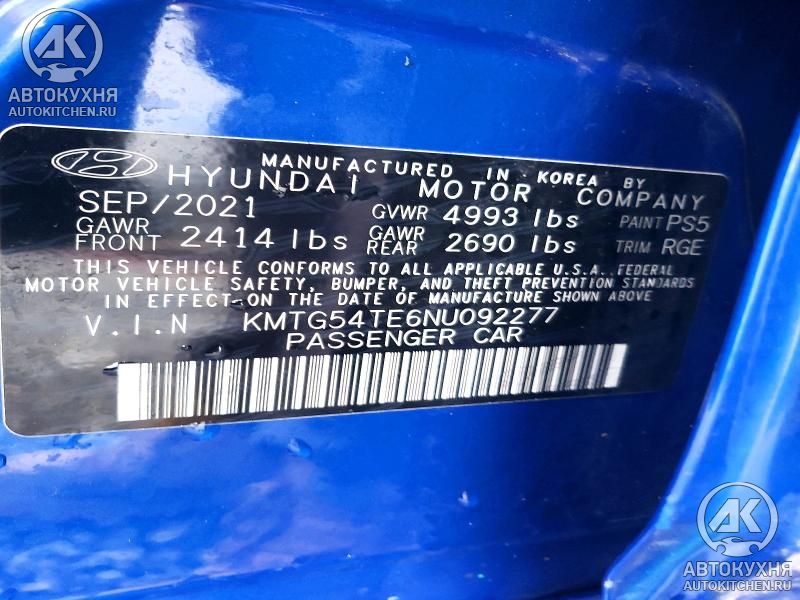 AK
АВТОКУХНЯ
AUTOKITCHEN.RU
MANUFACTURED IN KOREA BY
HYUNDAI MOTOR COMPANY
SEP/2021 GVWR 4993 lbs PAINT PS5
GAWR FRONT 2414 lbs GAWR REAR 2690 lbs TRIM RGE
THIS VEHICLE CONFORMS TO ALL APPLICABLE U.S.A. FEDERAL
MOTOR VEHICLE SAFETY, BUMPER, AND THEFT PREVENTION STANDARDS
IN EFFECT ON THE DATE OF MANUFACTURE SHOWN ABOVE
V.I.N KMTG54TE6NU092277
PASSENGER CAR
AK
АВТОКУХНЯ
AUTOKITCHEN.RU